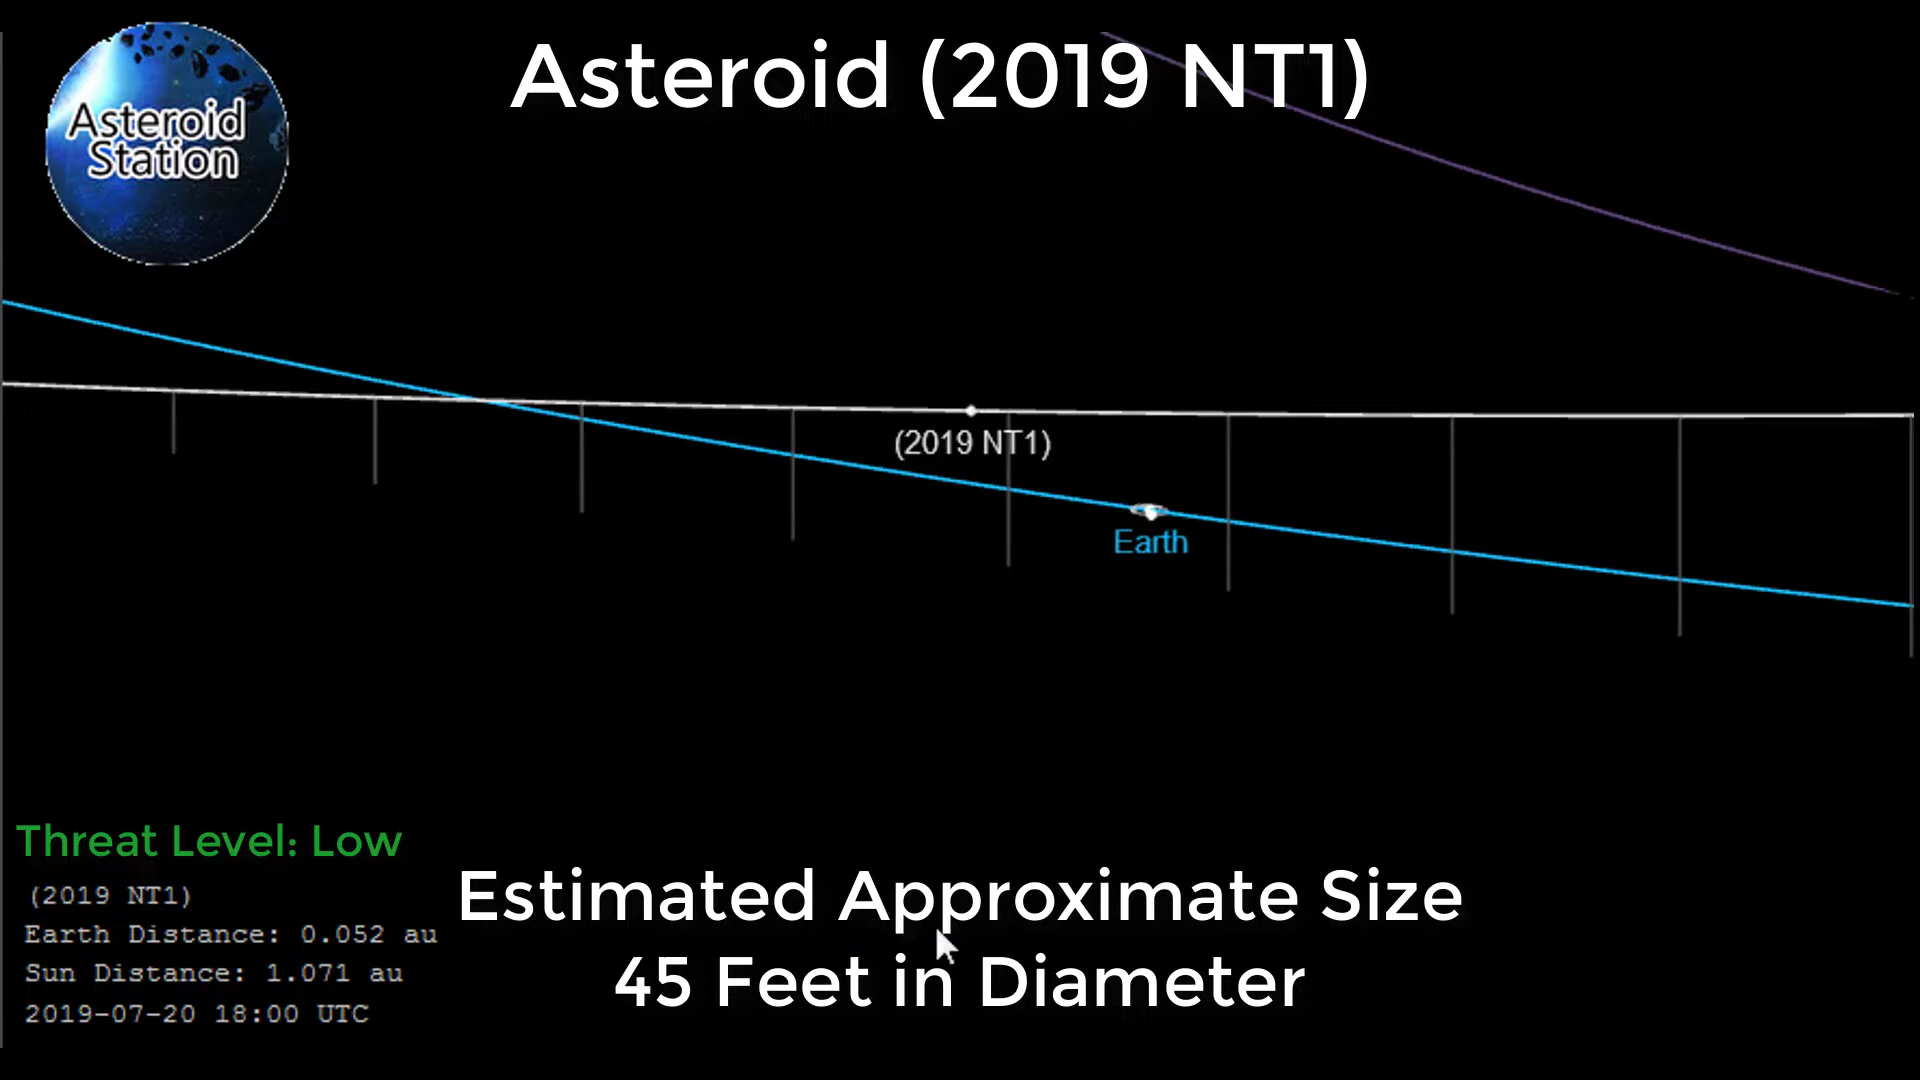 Asteroid (2019 NT1)
Asteroid
Station
(2019 NT1)
Earth
Threat Level: Low
(2019 NT1)
Earth Distance: 0.052 au
Sun Distance: 1.071 au
2019-07-20 18:00 UTC
Estimated Approximate Size
45 Feet in Diameter